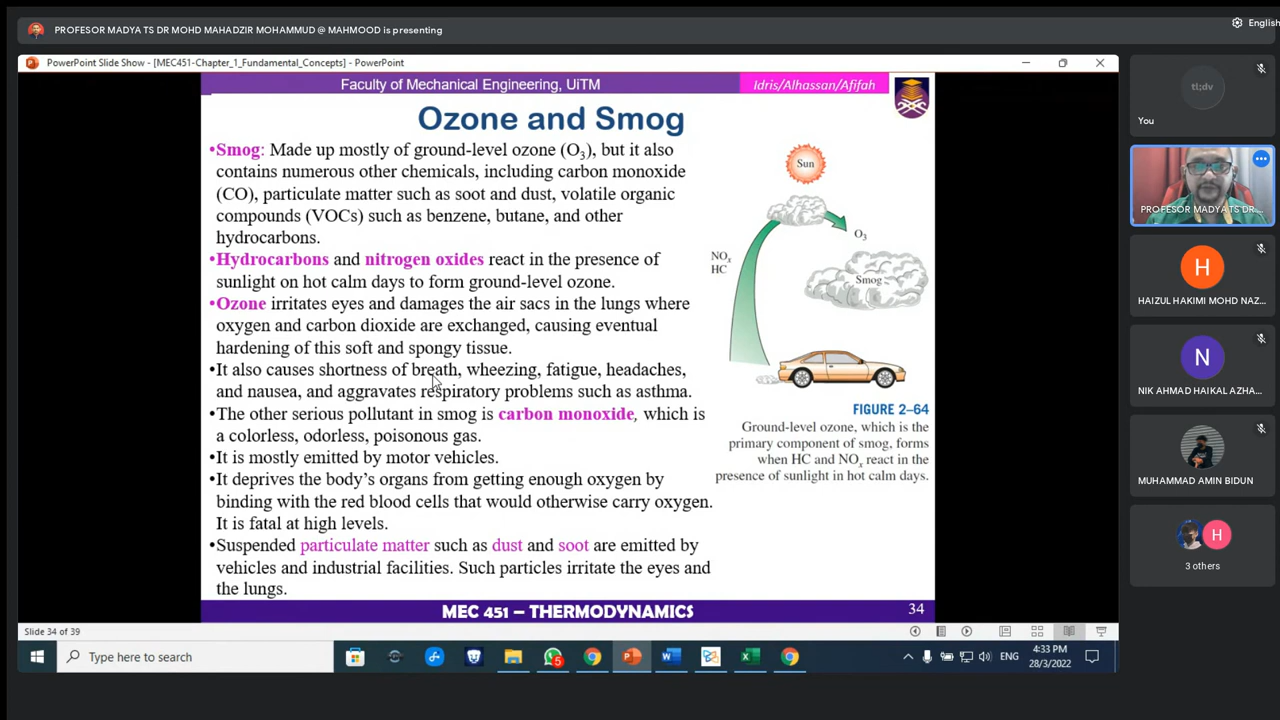 PROFESOR MADYA TS DR MOHD MAHADZIR MOHAMMUD @ MAHMOOD is presenting
English
PowerPoint Slide Show - [MEC451-Chapter_1_Fundamental_Concepts] - PowerPoint
Faculty of Mechanical Engineering, UiTM
Idris/Alhassan/Afifah
Ozone and Smog
•Smog: Made up mostly of ground-level ozone (O3), but it also
contains numerous other chemicals, including carbon monoxide
(CO), particulate matter such as soot and dust, volatile organic
compounds (VOCs) such as benzene, butane, and other
hydrocarbons.
•Hydrocarbons and nitrogen oxides react in the presence of
sunlight on hot calm days to form ground-level ozone.
•Ozone irritates eyes and damages the air sacs in the lungs where
oxygen and carbon dioxide are exchanged, causing eventual
hardening of this soft and spongy tissue.
•It also causes shortness of breath, wheezing, fatigue, headaches,
and nausea, and aggravates respiratory problems such as asthma.
•The other serious pollutant in smog is carbon monoxide, which is
a colorless, odorless, poisonous gas.
•It is mostly emitted by motor vehicles.
•It deprives the body's organs from getting enough oxygen by
binding with the red blood cells that would otherwise carry oxygen.
It is fatal at high levels.
•Suspended particulate matter such as dust and soot are emitted by
vehicles and industrial facilities. Such particles irritate the eyes and
the lungs.
Sun
O3
NOx
HC
Smog
FIGURE 2–64
Ground-level ozone, which is the
primary component of smog, forms
when HC and NOx react in the
presence of sunlight in hot calm days.
MEC 451 – THERMODYNAMICS
34
Slide 34 of 39
Type here to search
5
ENG
4:33 PM
28/3/2022
tl;dv
You
PROFESOR MADYA TS DR...
H
HAIZUL HAKIMI MOHD NAZ...
N
NIK AHMAD HAIKAL AZHA...
MUHAMMAD AMIN BIDUN
H
3 others